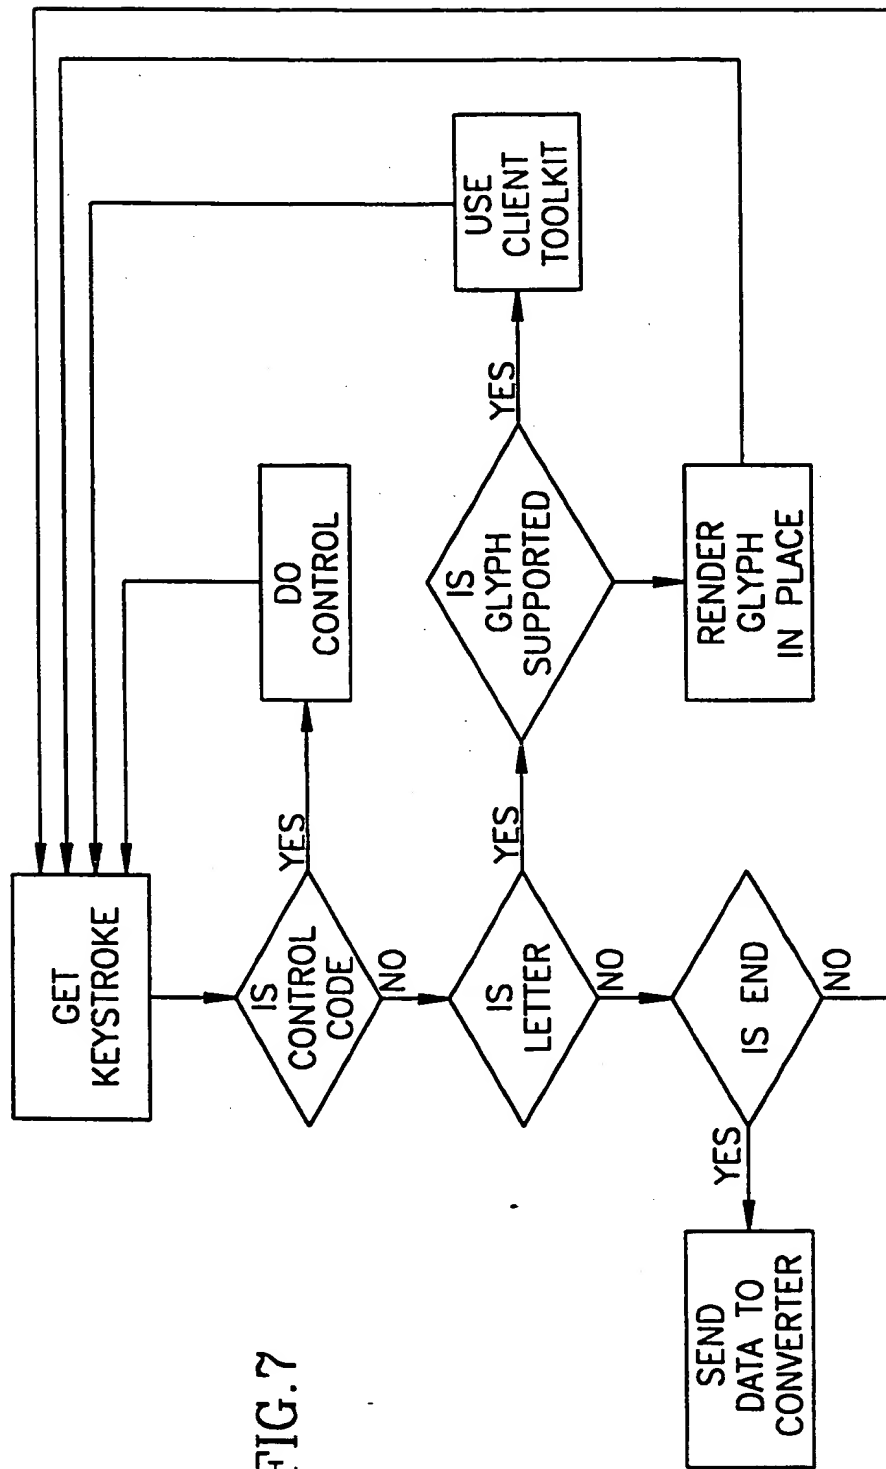 GET
KEYSTROKE
IS
CONTROL
CODE
YES
DO
CONTROL
NO
IS
LETTER
YES
IS
GLYPH
SUPPORTED
YES
USE
CLIENT
TOOLKIT
RENDER
GLYPH
IN PLACE
NO
IS END
YES
NO
SEND
DATA TO
CONVERTER
FIG. 7